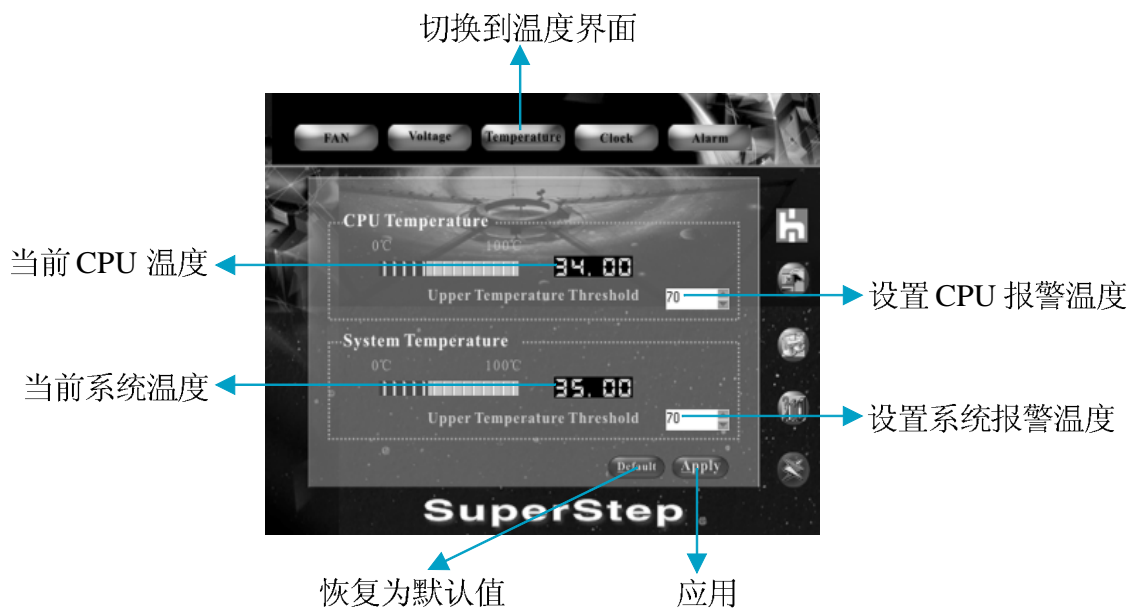 切换到温度界面
FAN Voltage Temperature Clock Alarm
CPU Temperature
0℃ 100℃
当前 CPU 温度 34.00
Upper Temperature Threshold 70 设置 CPU 报警温度
System Temperature
0℃ 100℃
当前系统温度 35.00
Upper Temperature Threshold 70 设置系统报警温度
Default Apply
SuperStep
恢复为默认值 应用